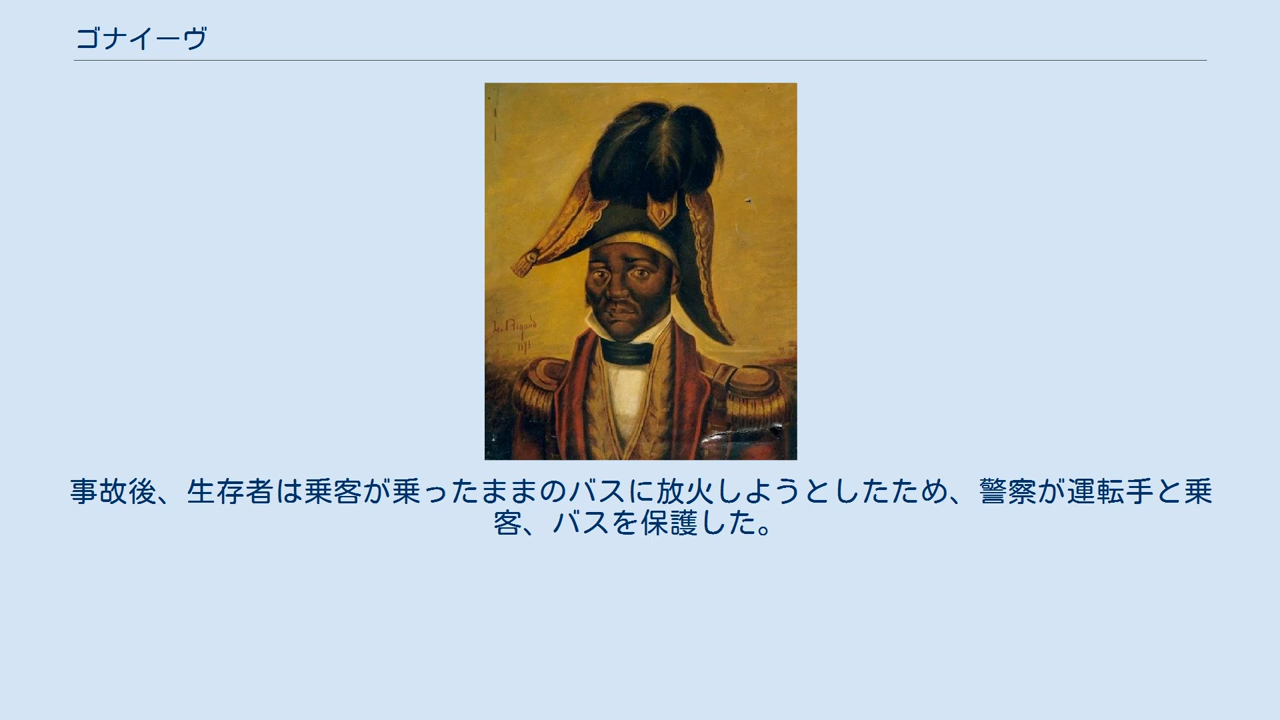 ゴナイーヴ
事故後、生存者は乗客が乗ったままのバスに放火しようとしたため、警察が運転手と乗
客、バスを保護した。